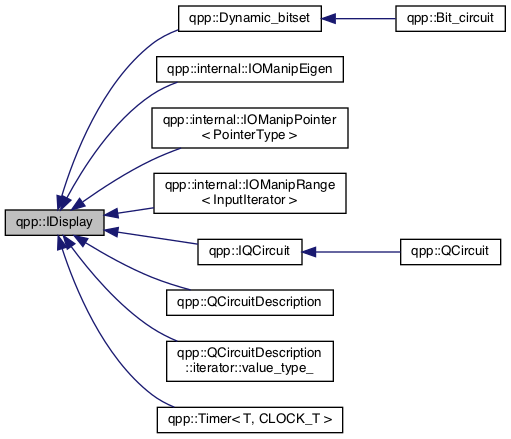 qpp::Dynamic_bitset
qpp::Bit_circuit
qpp::internal::IOManipEigen
qpp::internal::IOManipPointer
< PointerType >
qpp::internal::IOManipRange
< InputIterator >
qpp::IDisplay
qpp::IQCircuit
qpp::QCircuit
qpp::QCircuitDescription
qpp::QCircuitDescription
::iterator::value_type_
qpp::Timer< T, CLOCK_T >